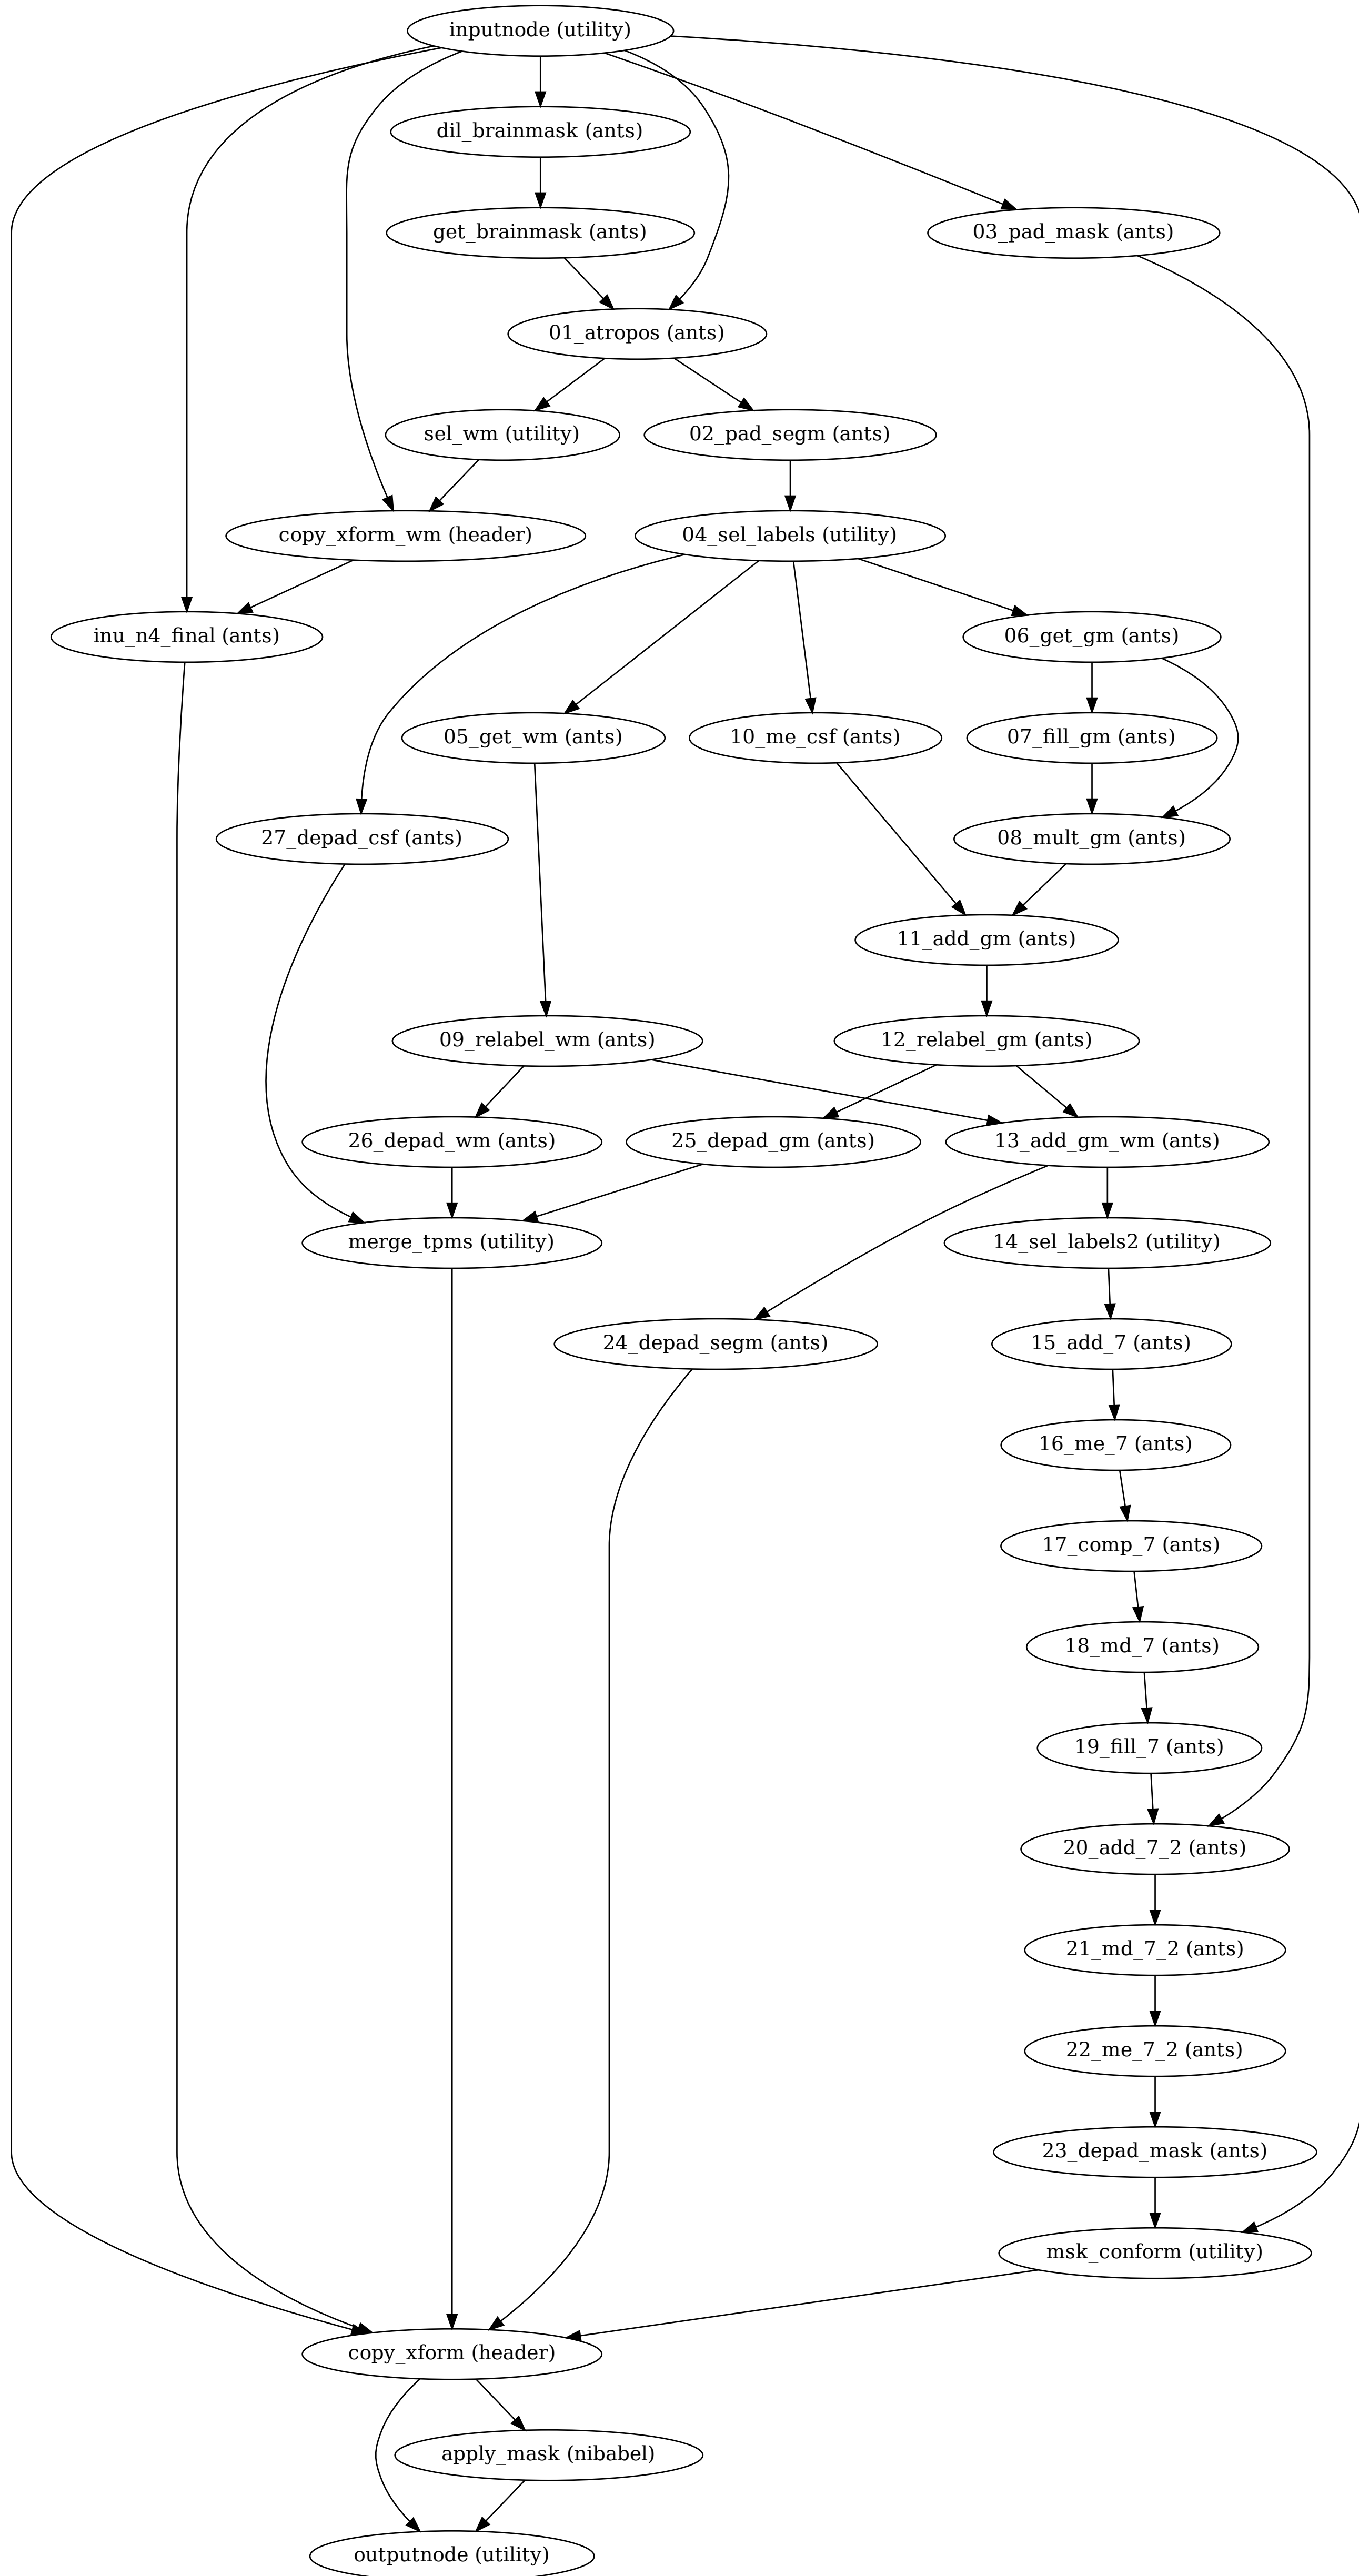 inputnode (utility)
dil_brainmask (ants)
get_brainmask (ants)
03_pad_mask (ants)
01_atropos (ants)
sel_wm (utility)
02_pad_segm (ants)
copy_xform_wm (header)
04_sel_labels (utility)
inu_n4_final (ants)
06_get_gm (ants)
05_get_wm (ants)
10_me_csf (ants)
07_fill_gm (ants)
27_depad_csf (ants)
08_mult_gm (ants)
11_add_gm (ants)
09_relabel_wm (ants)
12_relabel_gm (ants)
26_depad_wm (ants)
25_depad_gm (ants)
13_add_gm_wm (ants)
merge_tpms (utility)
14_sel_labels2 (utility)
24_depad_segm (ants)
15_add_7 (ants)
16_me_7 (ants)
17_comp_7 (ants)
18_md_7 (ants)
19_fill_7 (ants)
20_add_7_2 (ants)
21_md_7_2 (ants)
22_me_7_2 (ants)
23_depad_mask (ants)
msk_conform (utility)
copy_xform (header)
apply_mask (nibabel)
outputnode (utility)